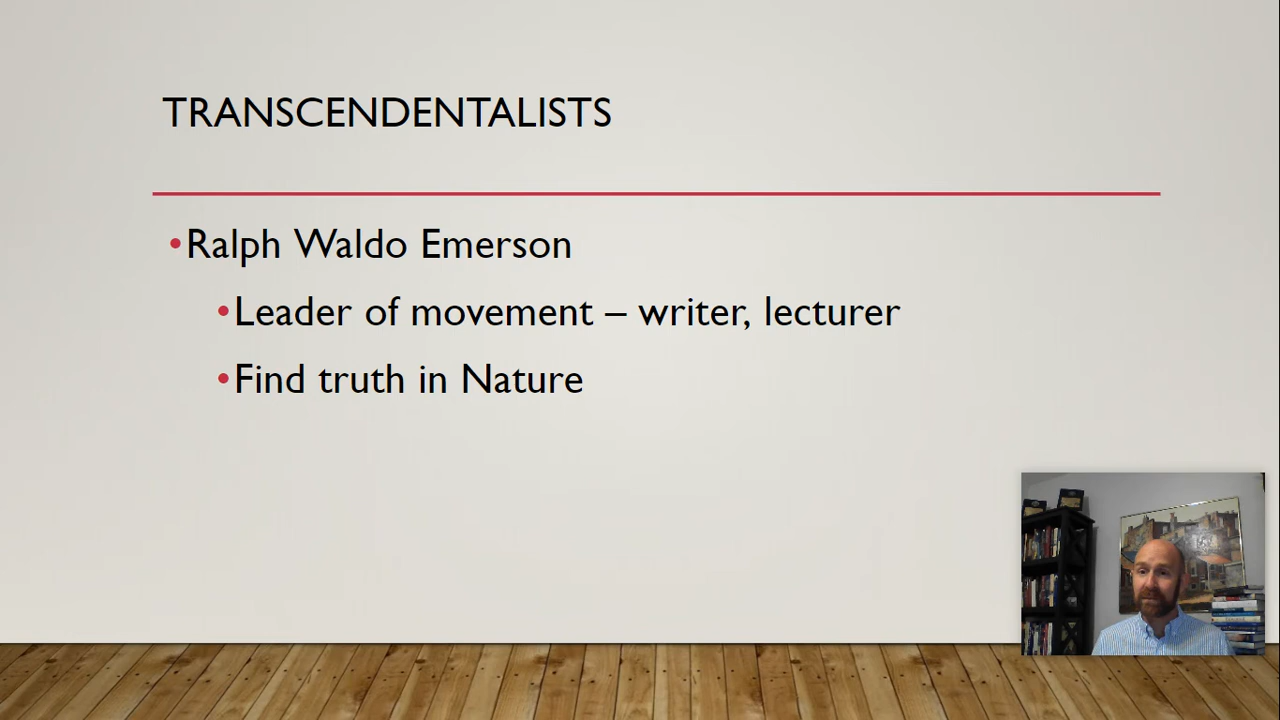 TRANSCENDENTALISTS
•Ralph Waldo Emerson
•Leader of movement – writer, lecturer
•Find truth in Nature